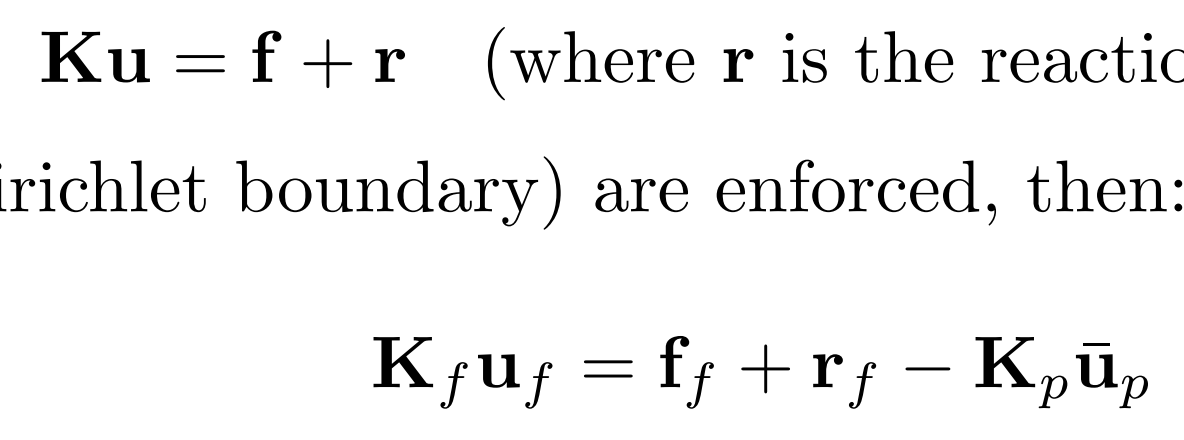 Ku = f + r (where r is the reactio
irichlet boundary) are enforced, then:
K_f u_f = f_f + r_f − K_p ū_p